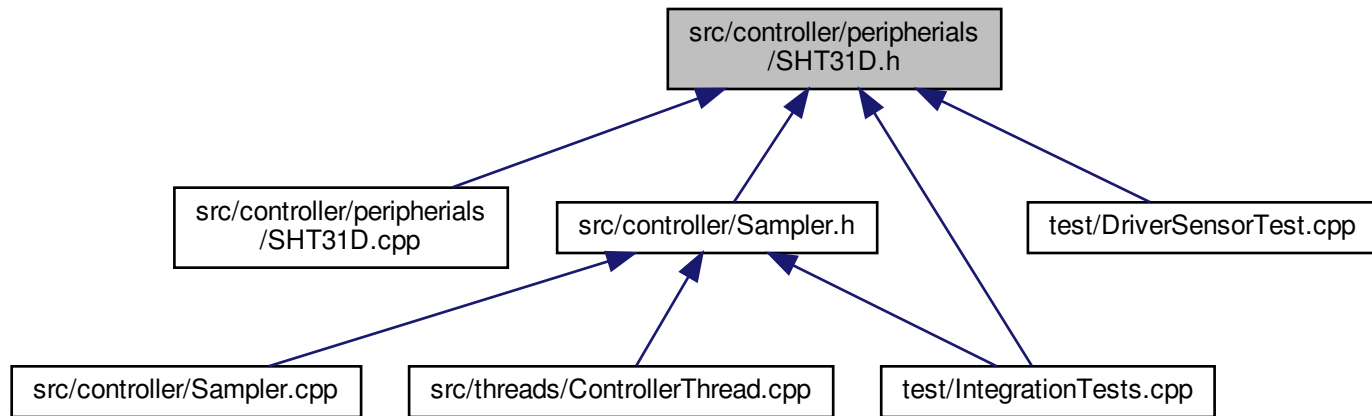 src/controller/peripherials
/SHT31D.h
src/controller/peripherials
/SHT31D.cpp
src/controller/Sampler.h
test/DriverSensorTest.cpp
src/controller/Sampler.cpp
src/threads/ControllerThread.cpp
test/IntegrationTests.cpp